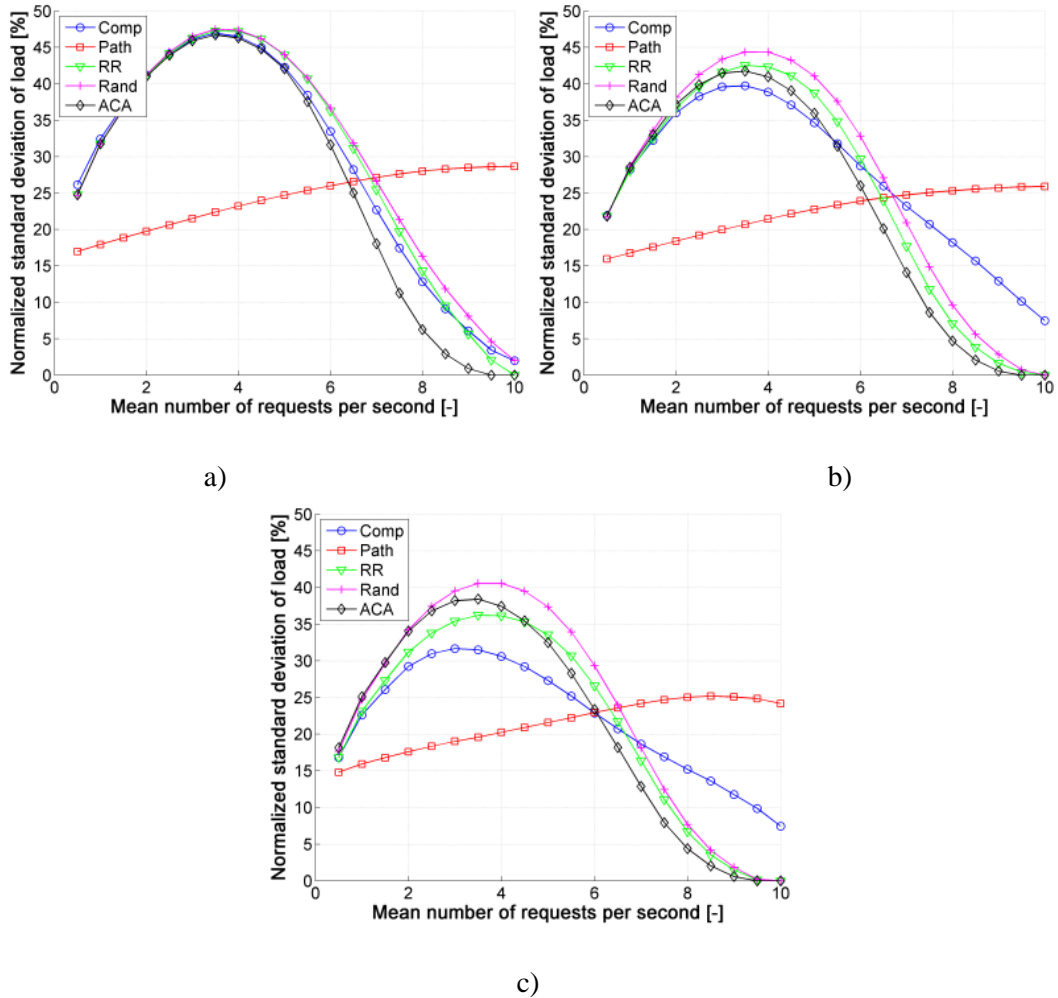 Normalized standard deviation of load [%]
50
45
40
35
30
25
20
15
10
5
0
Comp
Path
RR
Rand
ACA
0
2
4
6
8
10
Mean number of requests per second [-]
a)
Normalized standard deviation of load [%]
50
45
40
35
30
25
20
15
10
5
0
Comp
Path
RR
Rand
ACA
0
2
4
6
8
10
Mean number of requests per second [-]
b)
Normalized standard deviation of load [%]
50
45
40
35
30
25
20
15
10
5
0
Comp
Path
RR
Rand
ACA
0
2
4
6
8
10
Mean number of requests per second [-]
c)